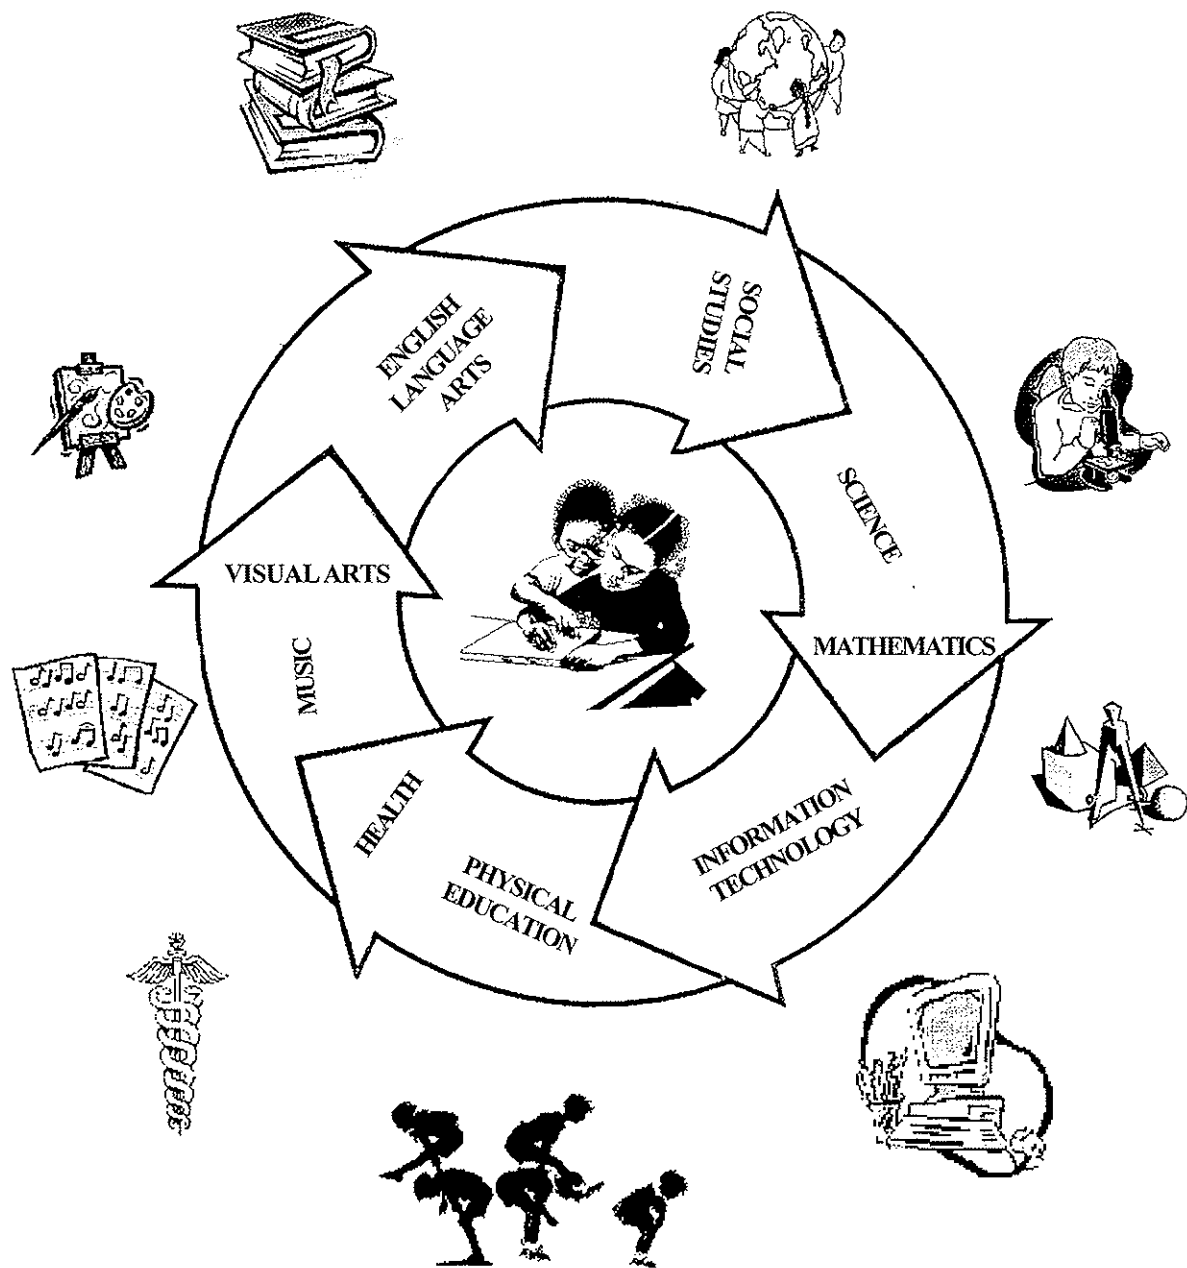 ENGLISH
LANGUAGE
ARTS
SOCIAL
STUDIES
SCIENCE
MATHEMATICS
INFORMATION
TECHNOLOGY
PHYSICAL
EDUCATION
HEALTH
MUSIC
VISUAL ARTS